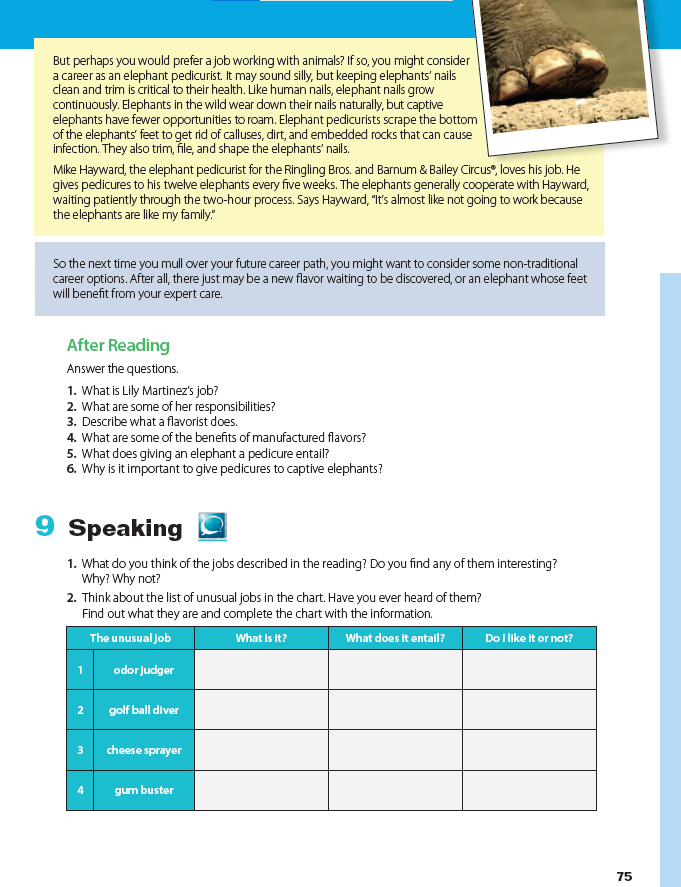 But perhaps you would prefer a job working with animals? If so, you might consider
a career as an elephant pedicurist. It may sound silly, but keeping elephants’ nails
clean and trim is critical to their health. Like human nails, elephant nails grow
continuously. Elephants in the wild wear down their nails naturally, but captive
elephants have fewer opportunities to roam. Elephant pedicurists scrape the bottom
of the elephants’ feet to get rid of calluses, dirt, and embedded rocks that can cause
infection. They also trim, file, and shape the elephants’ nails.
Mike Hayward, the elephant pedicurist for the Ringling Bros. and Barnum & Bailey Circus®, loves his job. He
gives pedicures to his twelve elephants every five weeks. The elephants generally cooperate with Hayward,
waiting patiently through the two-hour process. Says Hayward, “It’s almost like not going to work because
the elephants are like my family.”
So the next time you mull over your future career path, you might want to consider some non-traditional
career options. After all, there just may be a new flavor waiting to be discovered, or an elephant whose feet
will benefit from your expert care.
After Reading
Answer the questions.
1. What is Lily Martinez’s job?
2. What are some of her responsibilities?
3. Describe what a flavorist does.
4. What are some of the benefits of manufactured flavors?
5. What does giving an elephant a pedicure entail?
6. Why is it important to give pedicures to captive elephants?
9 Speaking
1. What do you think of the jobs described in the reading? Do you find any of them interesting?
Why? Why not?
2. Think about the list of unusual jobs in the chart. Have you ever heard of them?
Find out what they are and complete the chart with the information.
The unusual job What is it? What does it entail? Do I like it or not?
1 odor judger
2 golf ball diver
3 cheese sprayer
4 gum buster
75